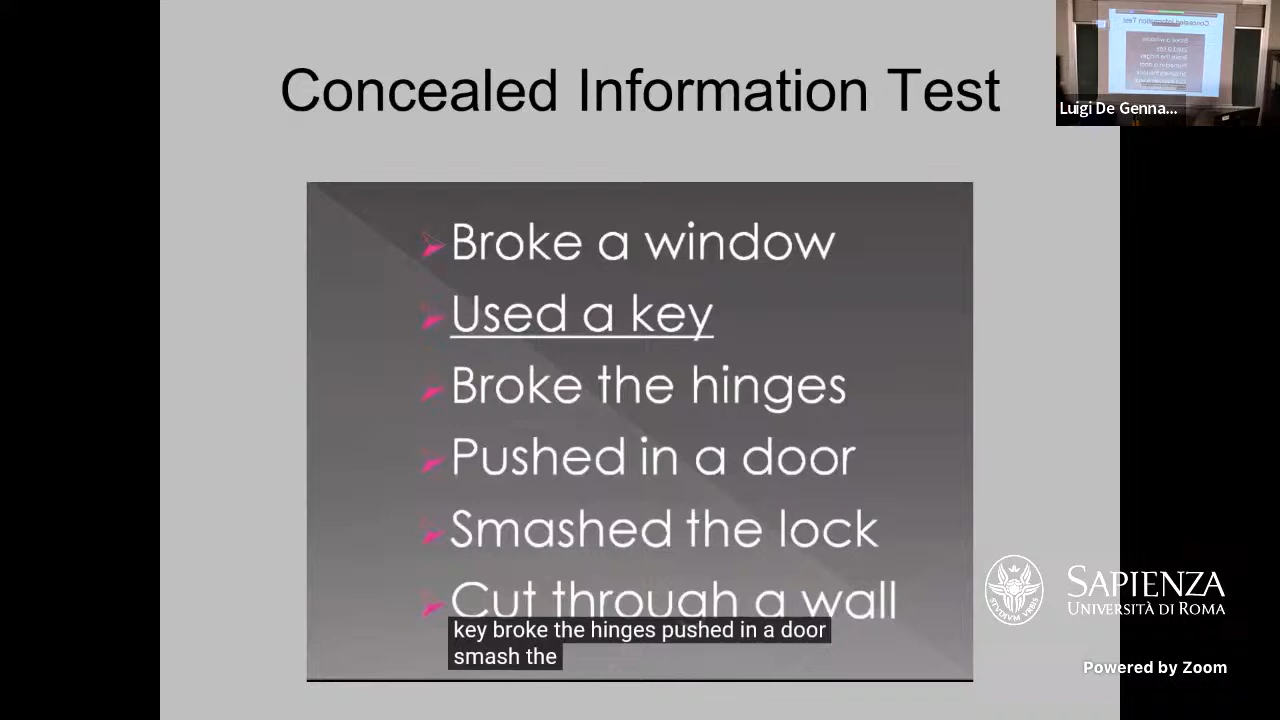 Concealed Information Test
Broke a window
Used a key
Broke the hinges
Pushed in a door
Smashed the lock
Cut through a wall
key broke the hinges pushed in a door
smash the
Luigi De Genna...
SAPIENZA
UNIVERSITÀ DI ROMA
Powered by Zoom